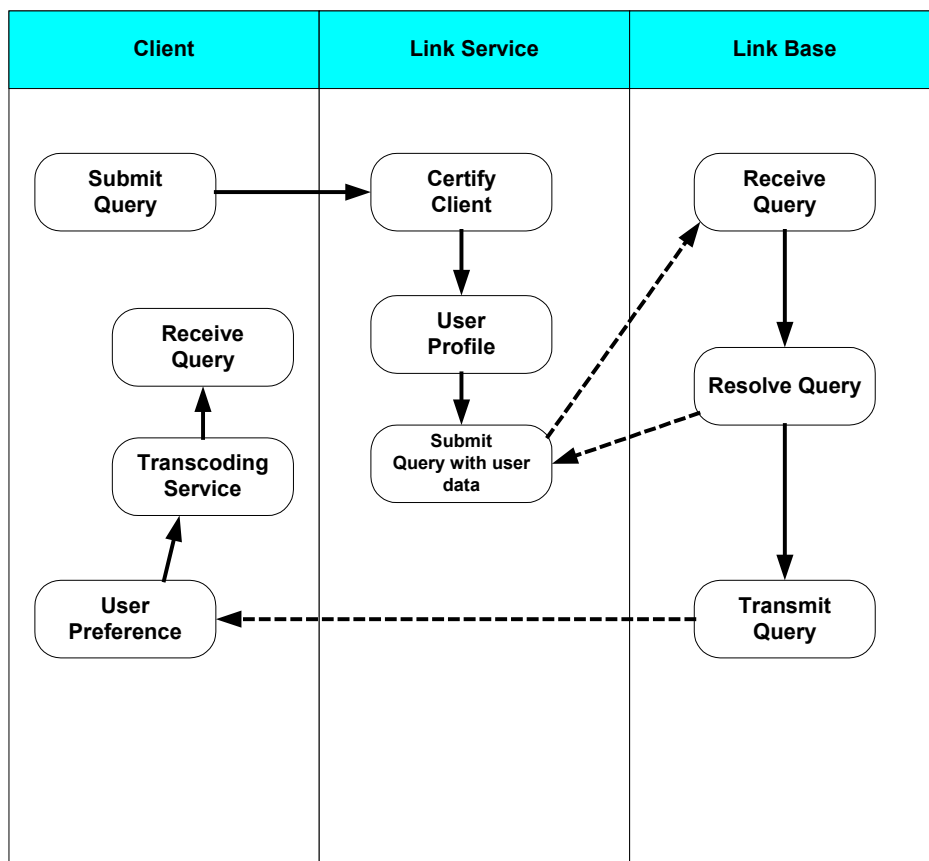 Client
Link Service
Link Base
Submit
Query
Certify
Client
Receive
Query
Receive
Query
User
Profile
Resolve Query
Transcoding
Service
Submit
Query with user
data
User
Preference
Transmit
Query